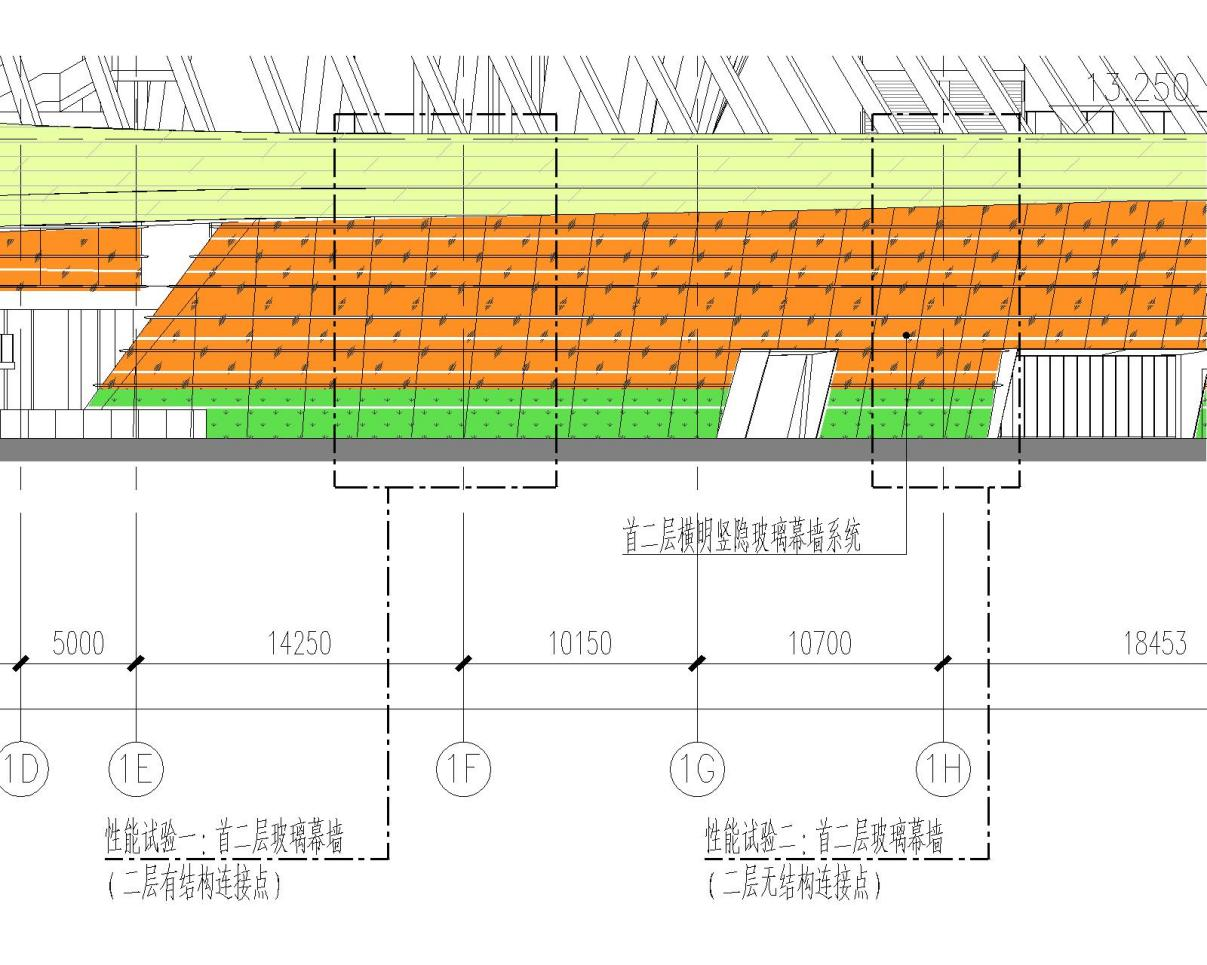 13.250
首二层横明竖隐玻璃幕墙系统
5000
14250
10150
10700
18453
1D
1E
1F
1G
1H
性能试验一：首二层玻璃幕墙
（二层有结构连接点）
性能试验二：首二层玻璃幕墙
（二层无结构连接点）